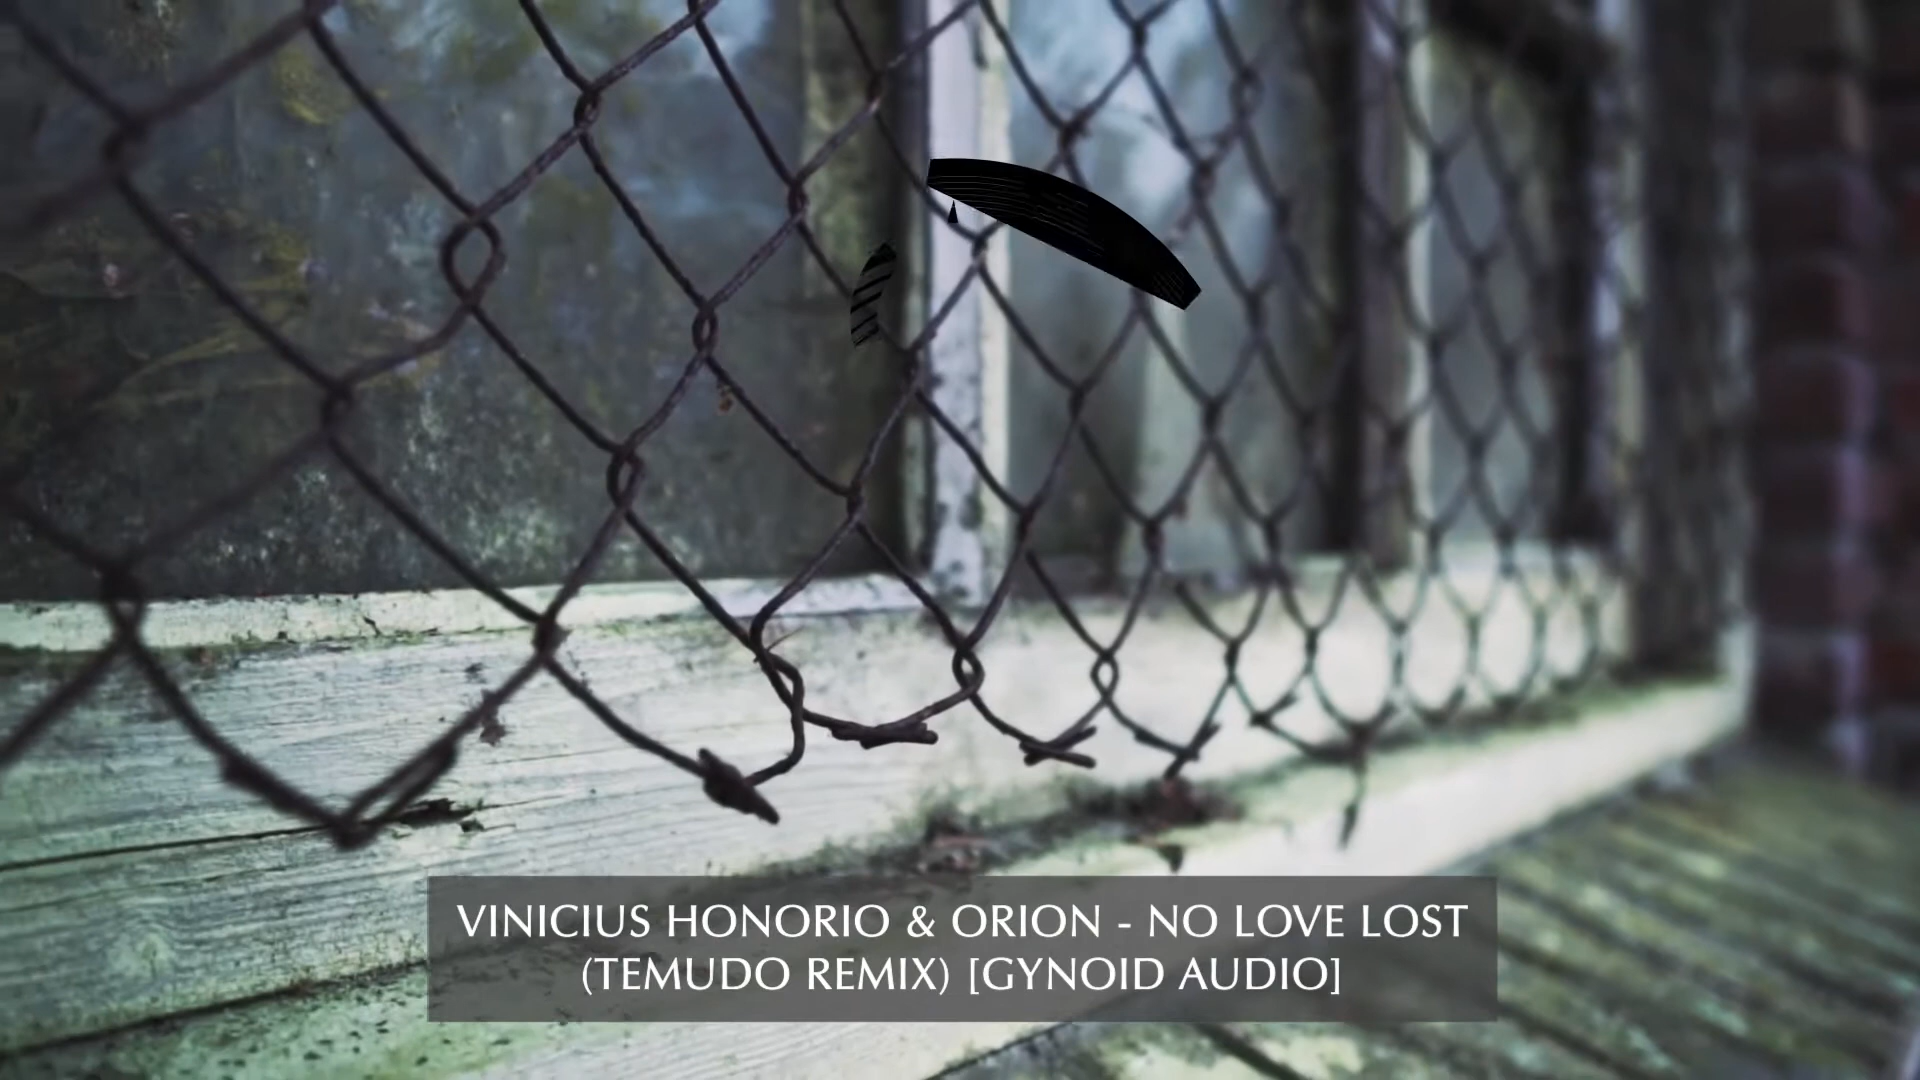 VINICIUS HONORIO & ORION - NO LOVE LOST
(TEMUDO REMIX) [GYNOID AUDIO]